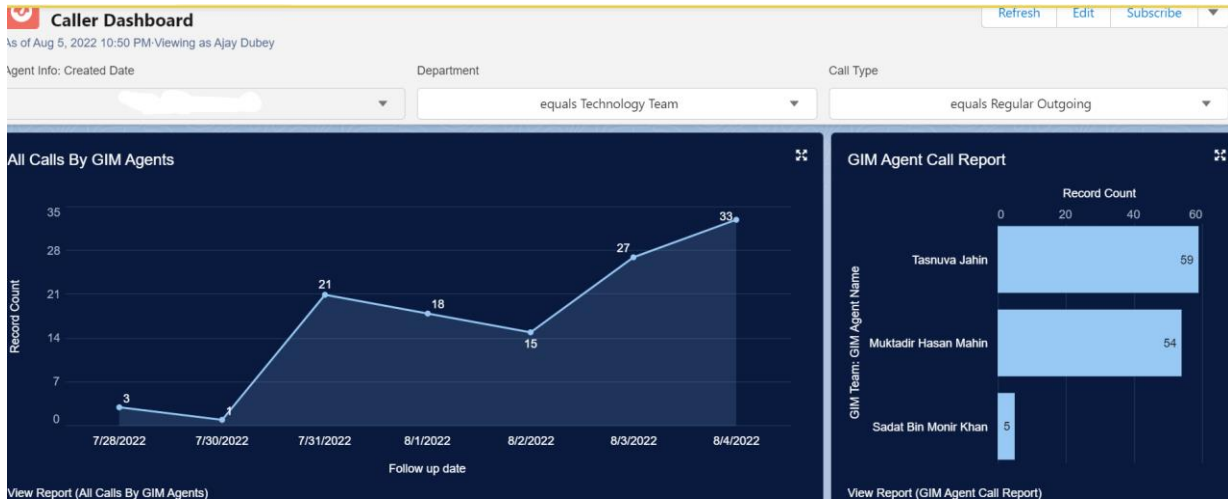 Caller Dashboard
Refresh Edit Subscribe
As of Aug 5, 2022 10:50 PM·Viewing as Ajay Dubey
Agent Info: Created Date
Department
equals Technology Team
Call Type
equals Regular Outgoing
All Calls By GIM Agents
Record Count
35
28
21
14
7
0
3
1
21
18
15
27
33
7/28/2022 7/30/2022 7/31/2022 8/1/2022 8/2/2022 8/3/2022 8/4/2022
Follow up date
View Report (All Calls By GIM Agents)
GIM Agent Call Report
Record Count
0 20 40 60
GIM Team: GIM Agent Name
Tasnuva Jahin 59
Muktadir Hasan Mahin 54
Sadat Bin Monir Khan 5
View Report (GIM Agent Call Report)